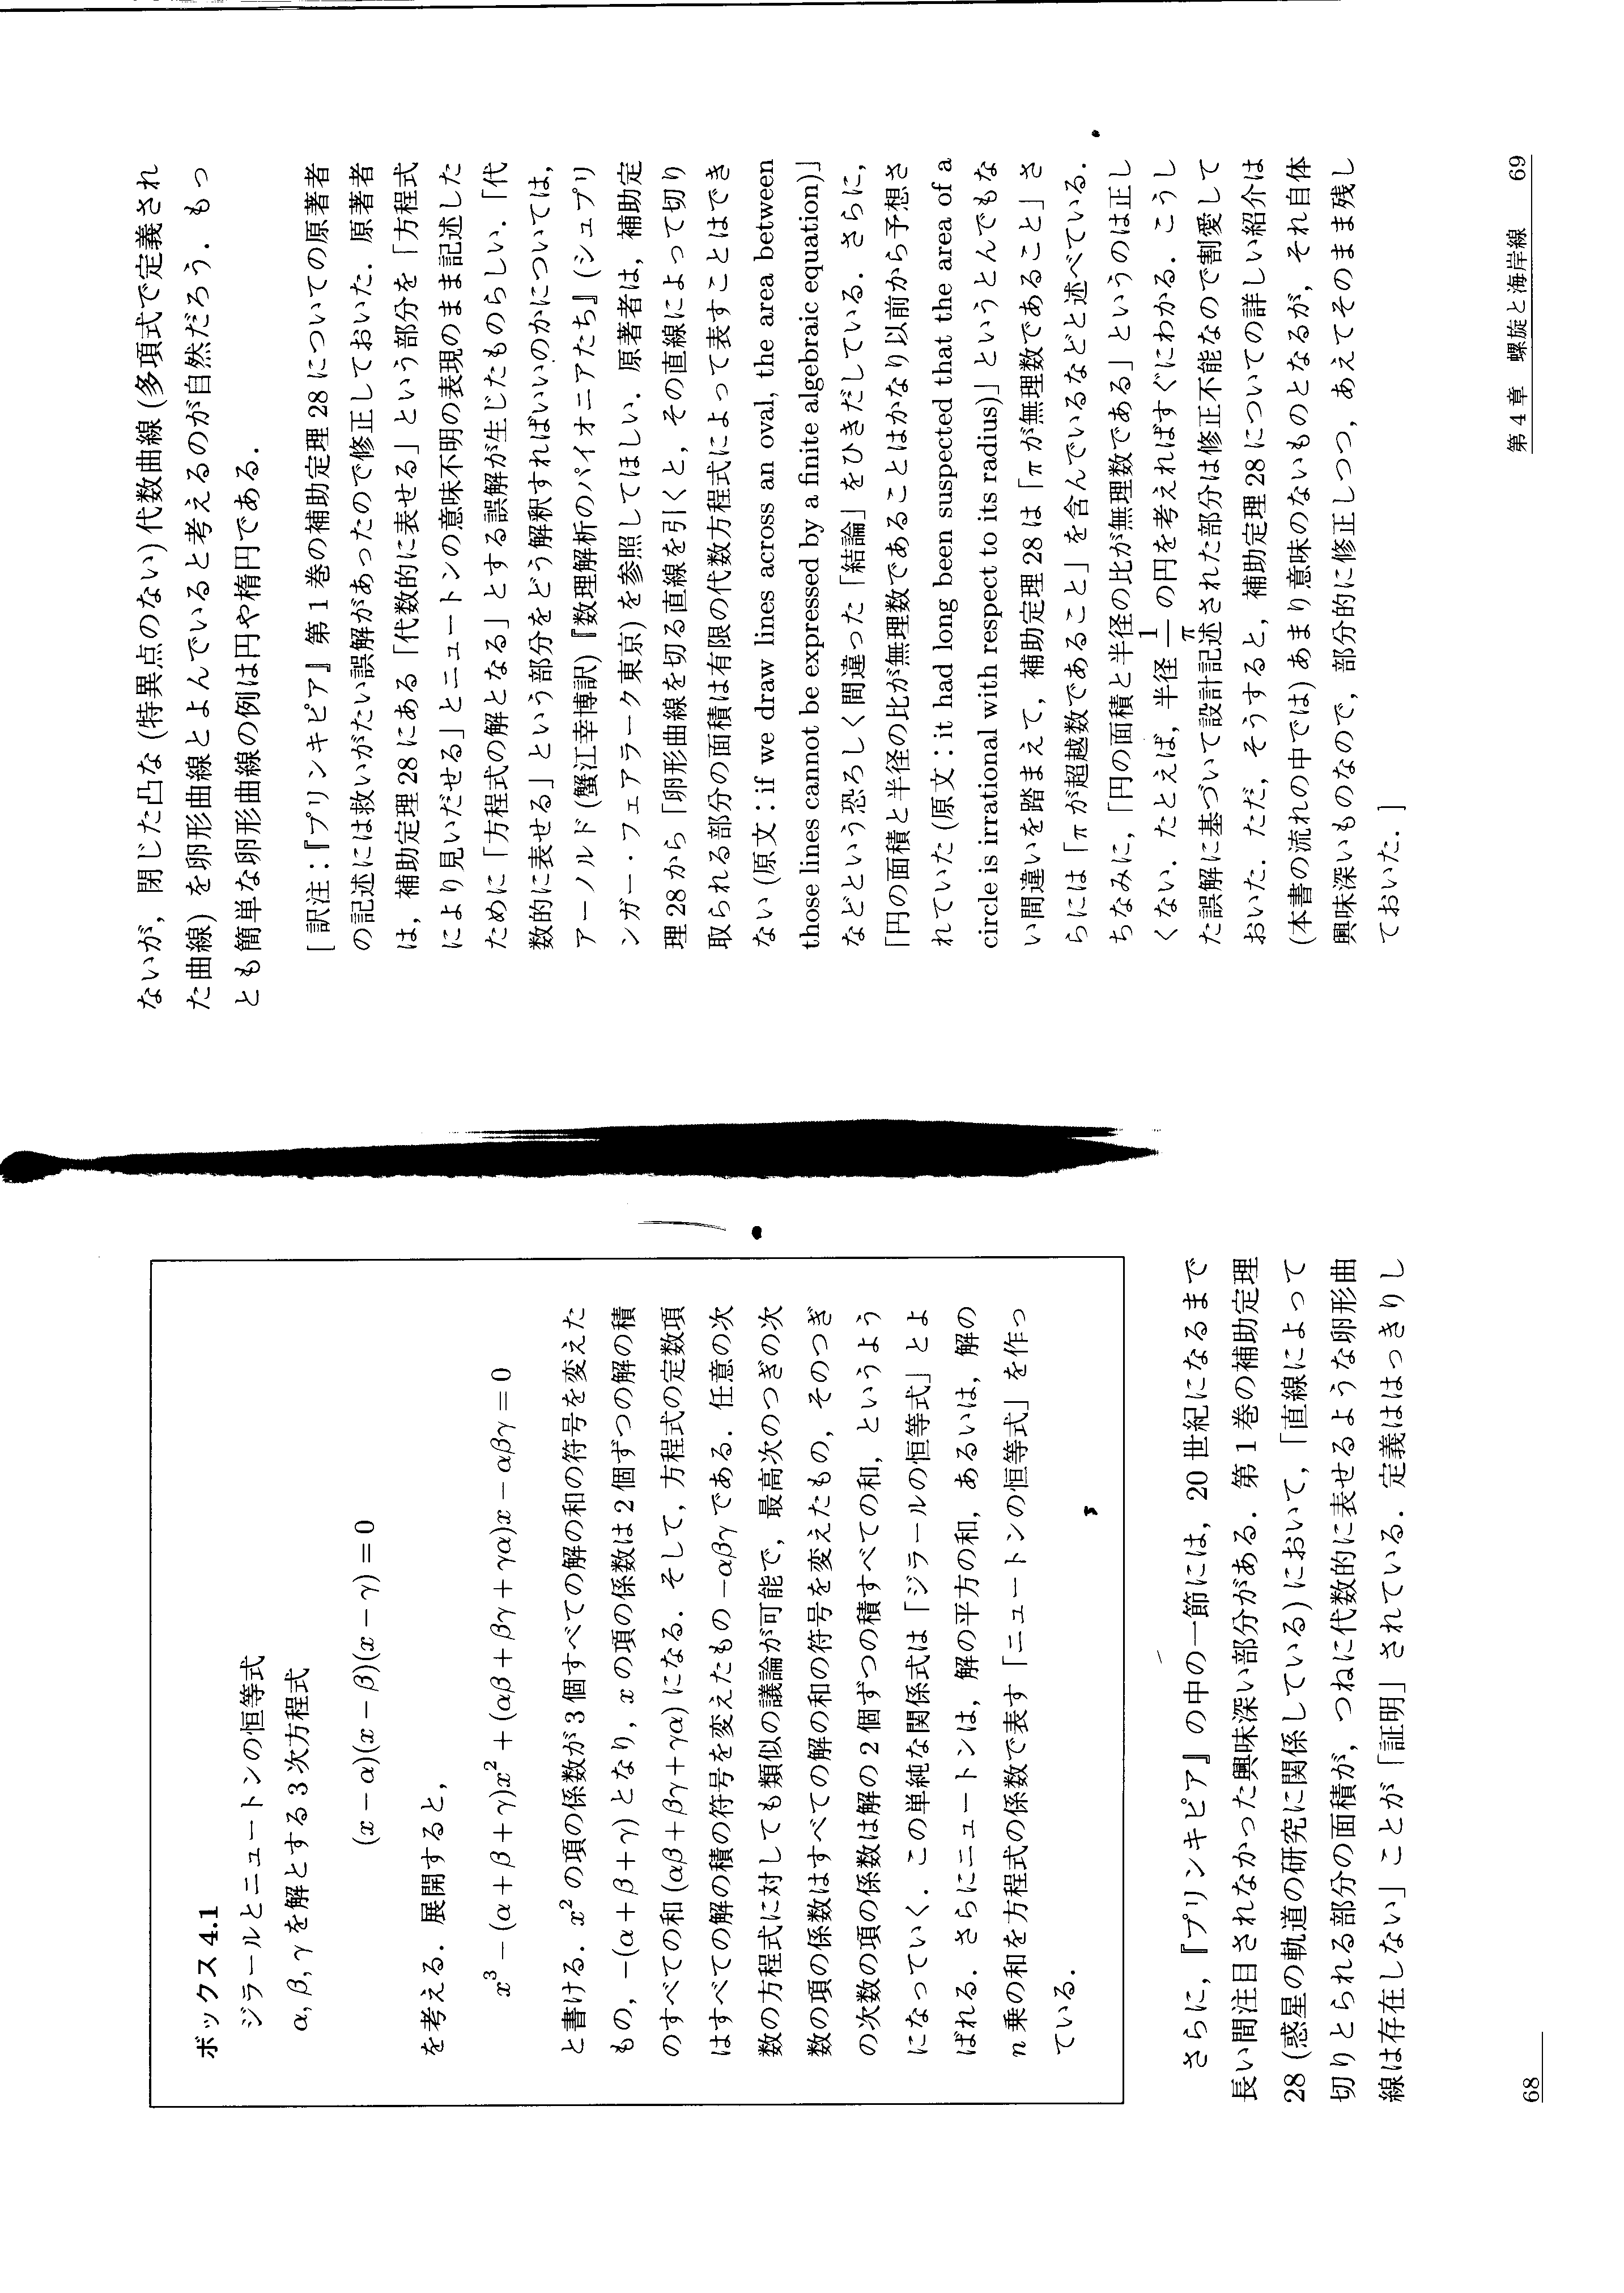 ボックス 4.1
ジラールとニュートンの恒等式
α, β, γ を解とする 3 次方程式
(x − α)(x − β)(x − γ) = 0
を考える．展開すると，
x³ − (α + β + γ)x² + (αβ + βγ + γα)x − αβγ = 0
と書ける．x² の項の係数が 3 個すべての解の和の符号を変えた
もの，−(α + β + γ) となり，x の項の係数は 2 個ずつの解の積
のすべての和 (αβ + βγ + γα) になる．そして，方程式の定数項
はすべての解の積の符号を変えたもの −αβγ である．任意の次
数の方程式に対しても類似の議論が可能で，最高次のつぎの次
数の項の係数はすべての解の和の符号を変えたもの，そのつぎ
の次数の項の係数は解の 2 個ずつの積すべての和，というよう
になっていく．この単純な関係式は「ジラールの恒等式」とよ
ばれる．さらにニュートンは，解の平方の和，あるいは，解の
n 乗の和を方程式の係数で表す「ニュートンの恒等式」を作っ
ている．
さらに，『プリンキピア』の中の一節には，20 世紀になるまで
長い間注目されなかった興味深い部分がある．第 1 巻の補助定理
28 (惑星の軌道の研究に関係している) において，「直線によって
切りとられる部分の面積が，つねに代数的に表せるような卵形曲
線は存在しない」ことが「証明」されている．定義ははっきりし
68
ないが，閉じた凸な (特異点のない) 代数曲線 (多項式で定義され
た曲線) を卵形曲線とよんでいると考えるのが自然だろう．もっ
とも簡単な卵形曲線の例は円や楕円である．
［訳注：『プリンキピア』第 1 巻の補助定理 28 についての原著者
の記述には救いがたい誤解があったので修正しておいた．原著者
は，補助定理 28 にある「代数的に表せる」という部分を「方程式
により見いだせる」とニュートンの意味不明の表現のまま記述した
ために「方程式の解となる」とする誤解が生じたものらしい．「代
数的に表せる」という部分をどう解釈すればいいのかについては，
アーノルド (蟹江幸博訳)『数理解析のパイオニアたち』(シュプリ
ンガー・フェアラーク東京) を参照してほしい．原著者は，補助定
理 28 から「卵形曲線を切る直線を引くと，その直線によって切り
取られる部分の面積は有限の代数方程式によって表すことはでき
ない (原文：if we draw lines across an oval, the area between
those lines cannot be expressed by a finite algebraic equation)」
などという恐ろしく間違った「結論」をひきだしている．さらに，
「円の面積と半径の比が無理数であることはかなり以前から予想さ
れていた (原文：it had long been suspected that the area of a
circle is irrational with respect to its radius)」というとんでもな
い間違いを踏まえて，補助定理 28 は「π が無理数であること」さ
らには「π が超越数であること」を含んでいるなどと述べている．
ちなみに，「円の面積と半径の比が無理数である」というのは正し
くない．たとえば，半径 1/π の円を考えればすぐにわかる．こうし
た誤解に基づいて設計記述された部分は修正不能なので割愛して
おいた．ただ，そうすると，補助定理 28 についての詳しい紹介は
(本書の流れの中では) あまり意味のないものとなるが，それ自体
興味深いものなので，部分的に修正しつつ，あえてそのまま残し
ておいた．］
第 4 章 螺旋と海岸線 69